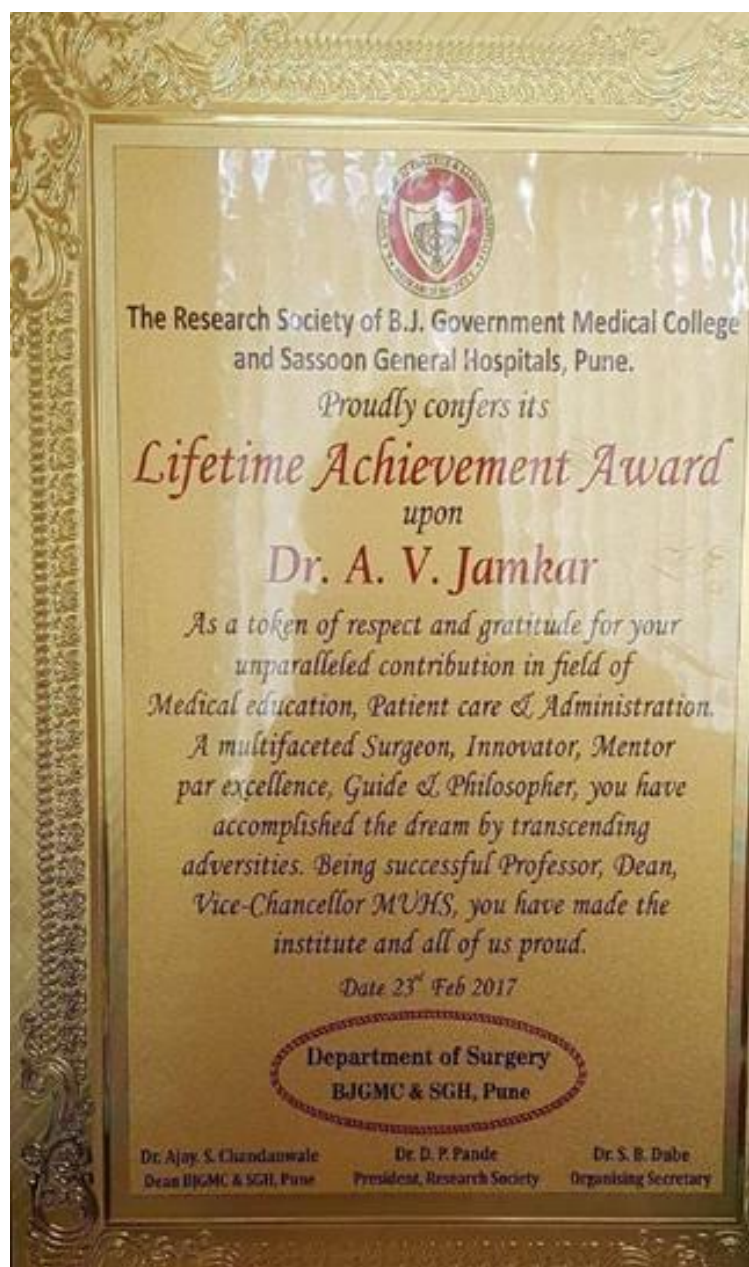 The Research Society of B.J. Government Medical College
and Sassoon General Hospitals, Pune.
Proudly confers its
Lifetime Achievement Award
upon
Dr. A. V. Jamkar
As a token of respect and gratitude for your
unparalleled contribution in field of
Medical education, Patient care & Administration.
A multifaceted Surgeon, Innovator, Mentor
par excellence, Guide & Philosopher, you have
accomplished the dream by transcending
adversities. Being successful Professor, Dean,
Vice-Chancellor MUHS, you have made the
institute and all of us proud.
Date 23rd Feb 2017
Department of Surgery
BJGMC & SGH, Pune
Dr. Ajay. S. Chandanwale Dr. D. P. Pande Dr. S. B. Dube
Dean BJGMC & SGH, Pune President, Research Society Organising Secretary